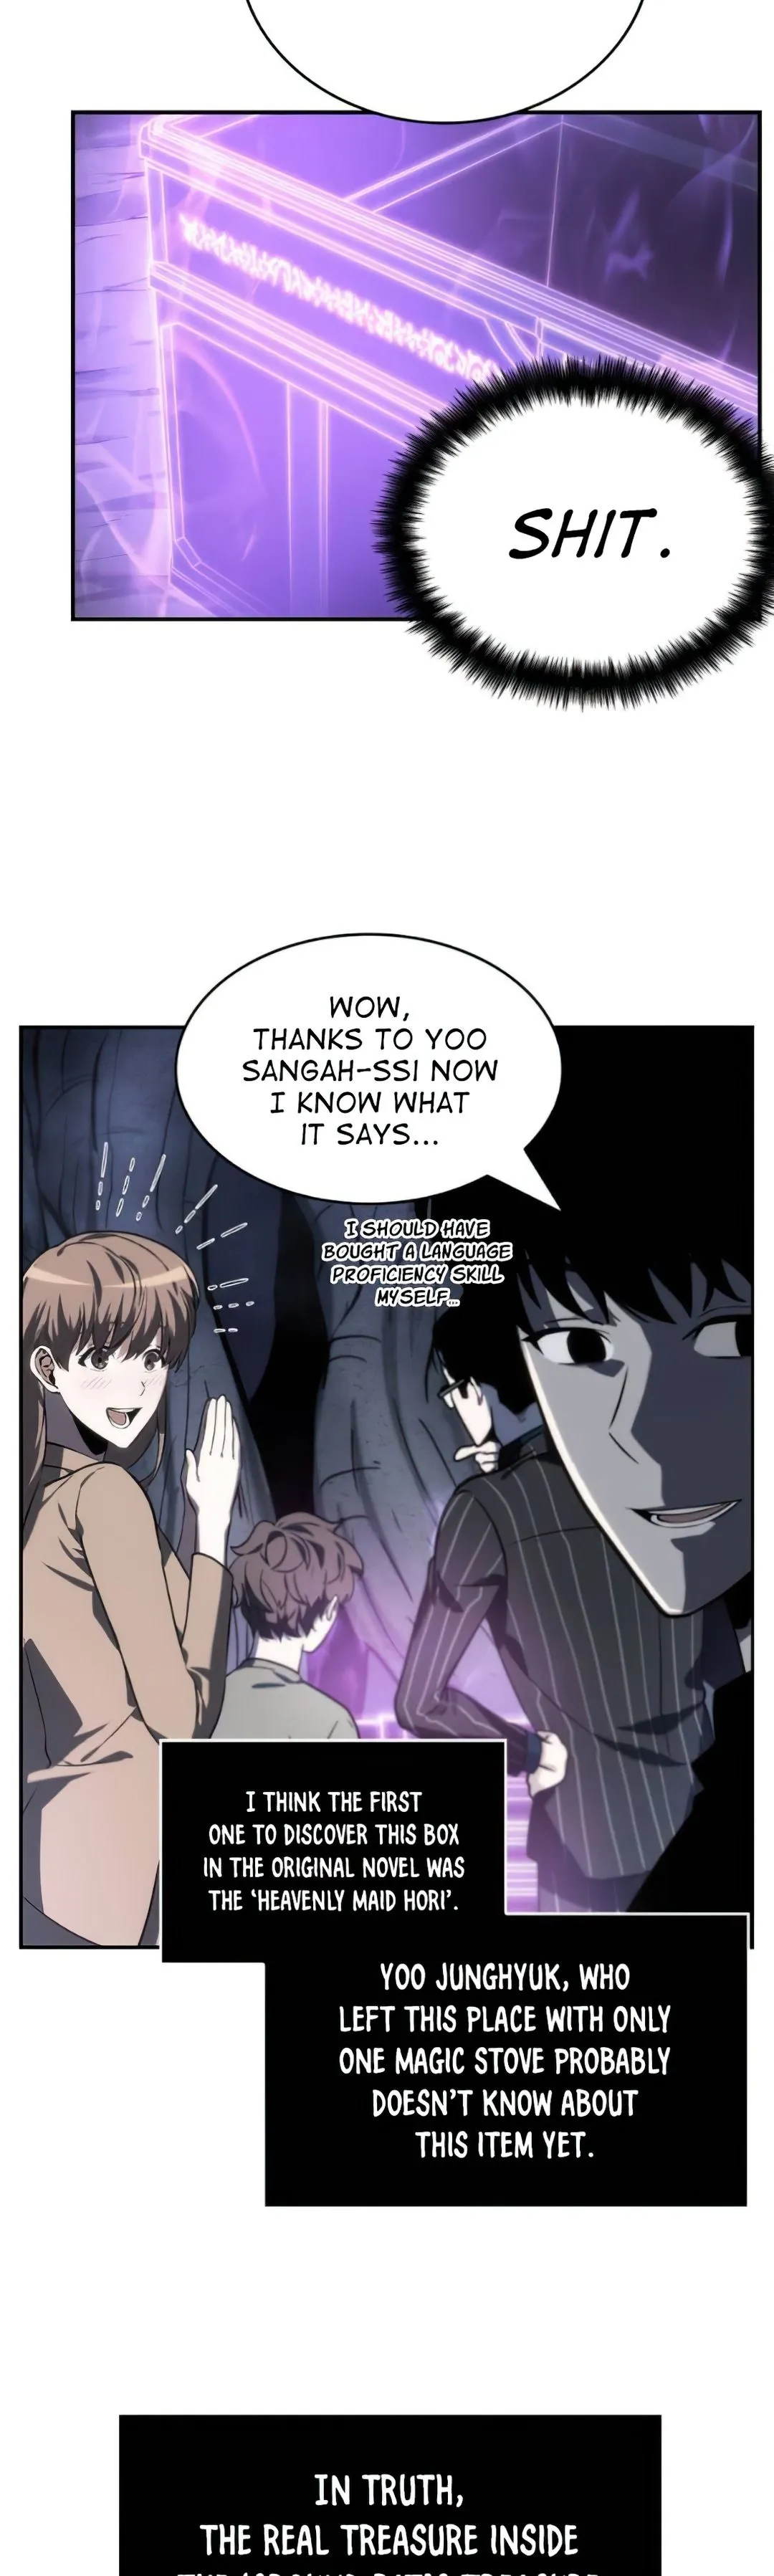 SHIT.
WOW,
THANKS TO YOO
SANGAH-SSI NOW
I KNOW WHAT
IT SAYS...
I SHOULD HAVE
BOUGHT A LANGUAGE
PROFICIENCY SKILL
MYSELF...
I THINK THE FIRST
ONE TO DISCOVER THIS BOX
IN THE ORIGINAL NOVEL WAS
THE 'HEAVENLY MAID HORI'.
YOO JUNGHYUK, WHO
LEFT THIS PLACE WITH ONLY
ONE MAGIC STOVE PROBABLY
DOESN'T KNOW ABOUT
THIS ITEM YET.
IN TRUTH,
THE REAL TREASURE INSIDE